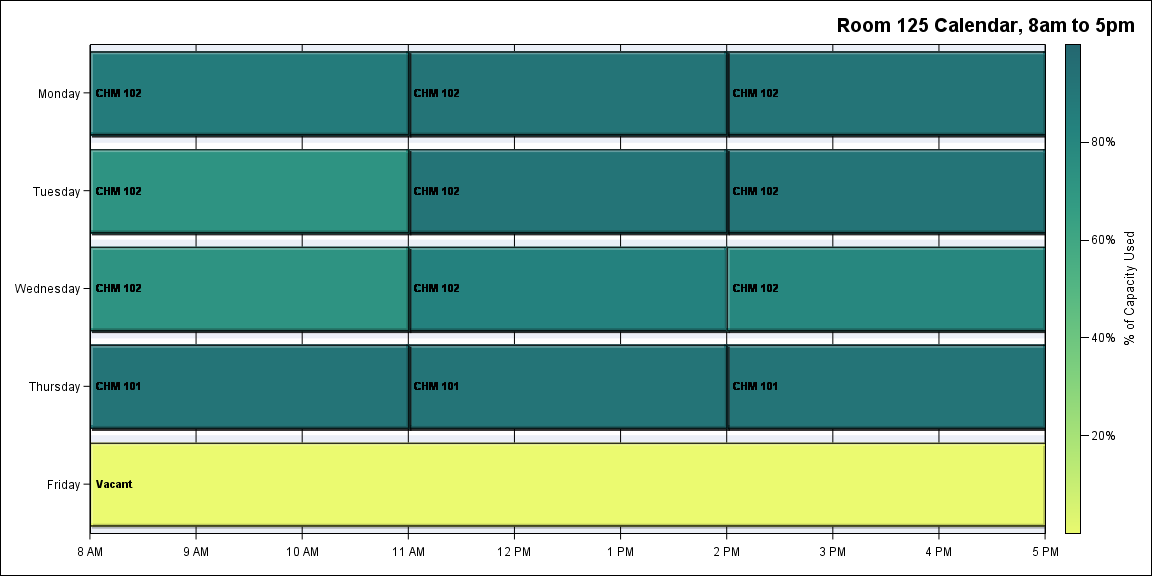 Room 125 Calendar, 8am to 5pm
Monday
CHM 102
CHM 102
CHM 102
Tuesday
CHM 102
CHM 102
CHM 102
Wednesday
CHM 102
CHM 102
CHM 102
Thursday
CHM 101
CHM 101
CHM 101
Friday
Vacant
8 AM
9 AM
10 AM
11 AM
12 PM
1 PM
2 PM
3 PM
4 PM
5 PM
80%
60%
40%
20%
% of Capacity Used